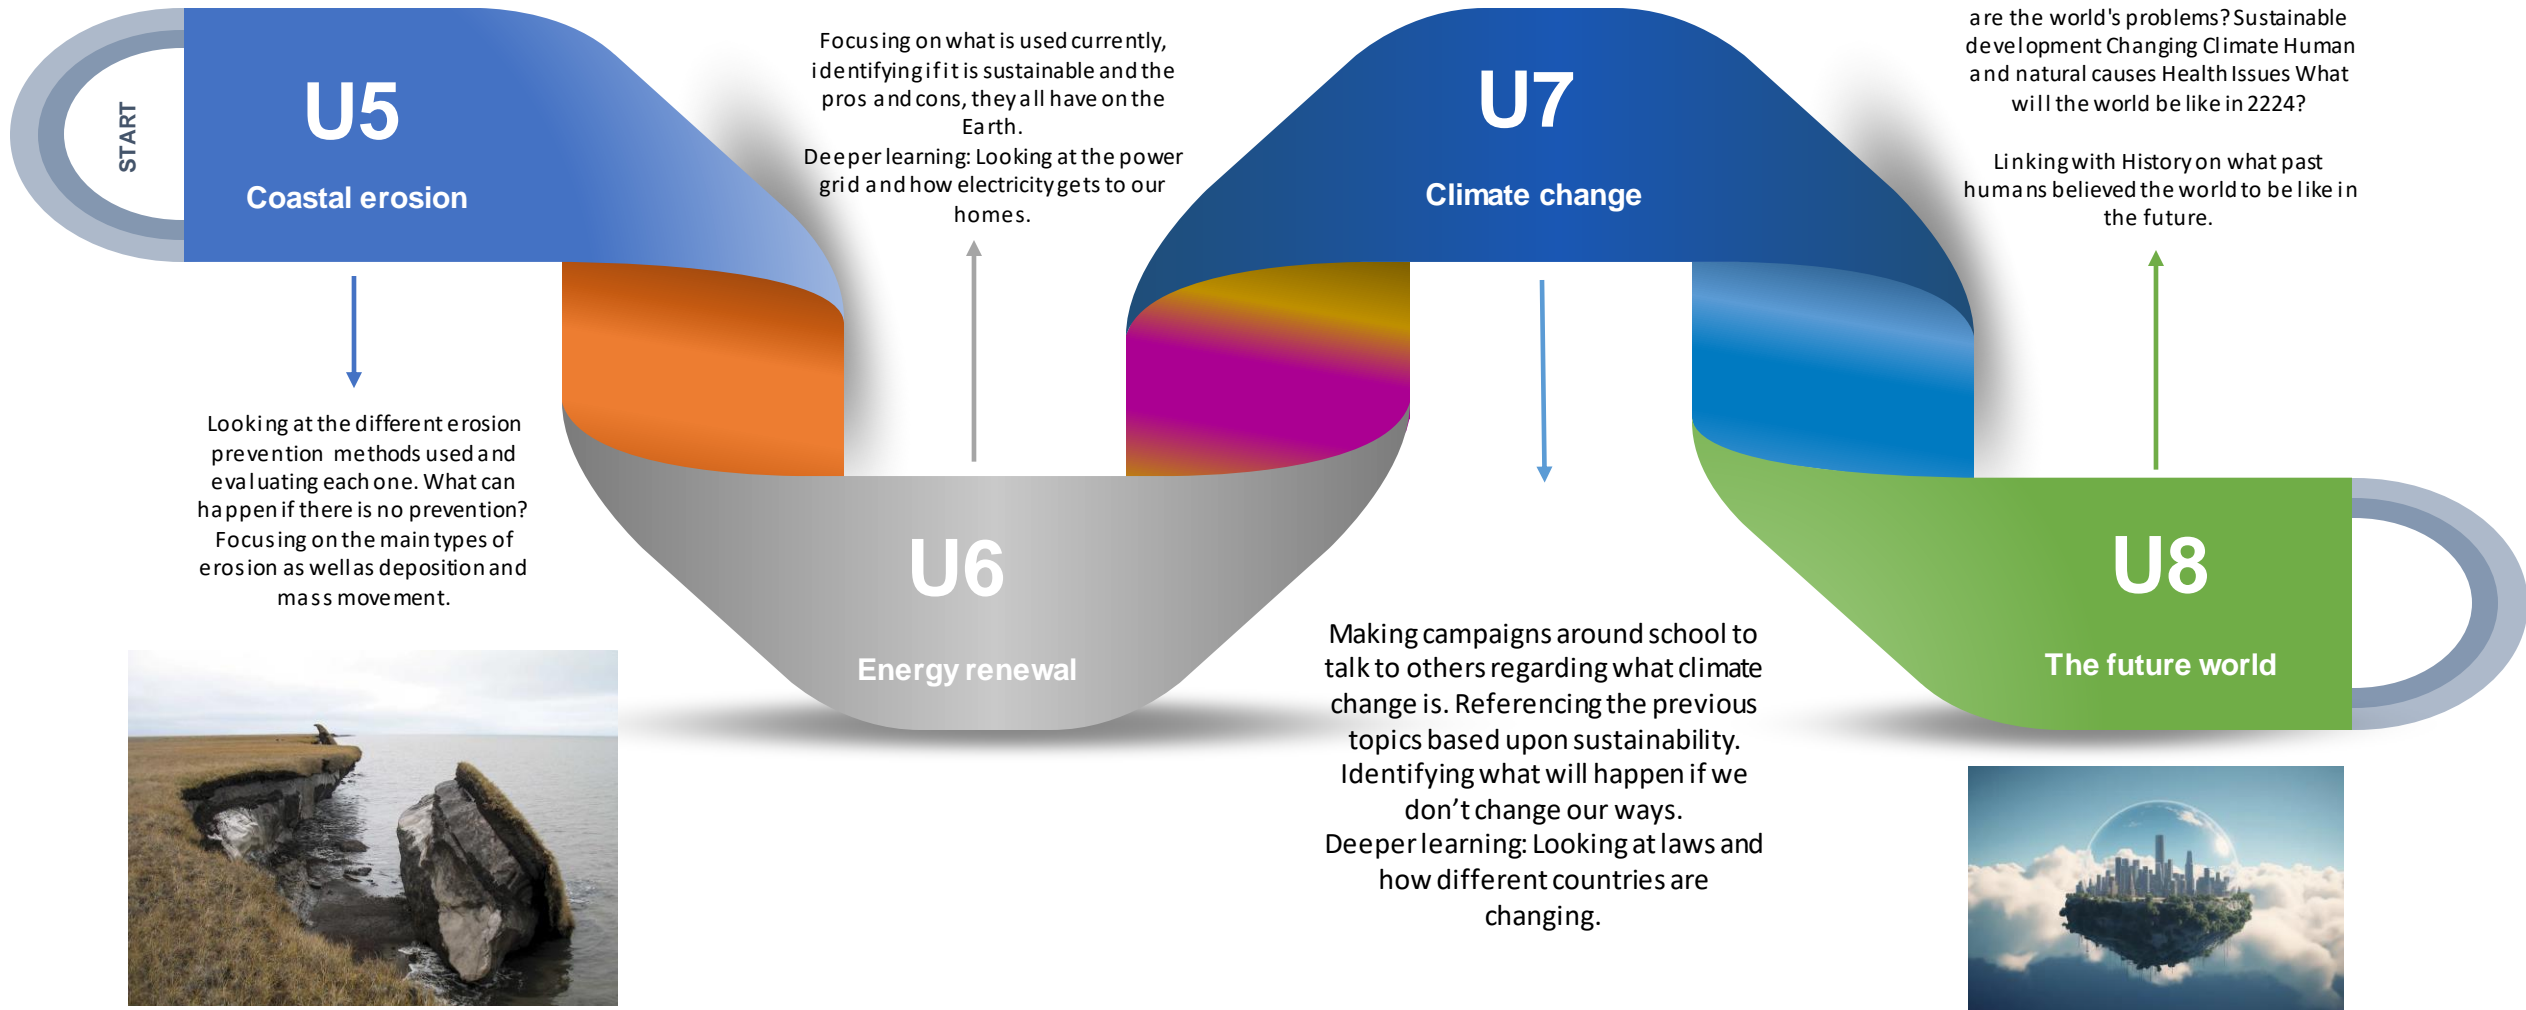 START
U5
Coastal erosion
Looking at the different erosion
prevention methods used and
evaluating each one. What can
happen if there is no prevention?
Focusing on the main types of
erosion as well as deposition and
mass movement.
Focusing on what is used currently,
identifying if it is sustainable and the
pros and cons, they all have on the
Earth.
Deeper learning: Looking at the power
grid and how electricity gets to our
homes.
U6
Energy renewal
U7
Climate change
Making campaigns around school to
talk to others regarding what climate
change is. Referencing the previous
topics based upon sustainability.
Identifying what will happen if we
don’t change our ways.
Deeper learning: Looking at laws and
how different countries are
changing.
are the world's problems? Sustainable
development Changing Climate Human
and natural causes Health Issues What
will the world be like in 2224?
Linking with History on what past
humans believed the world to be like in
the future.
U8
The future world